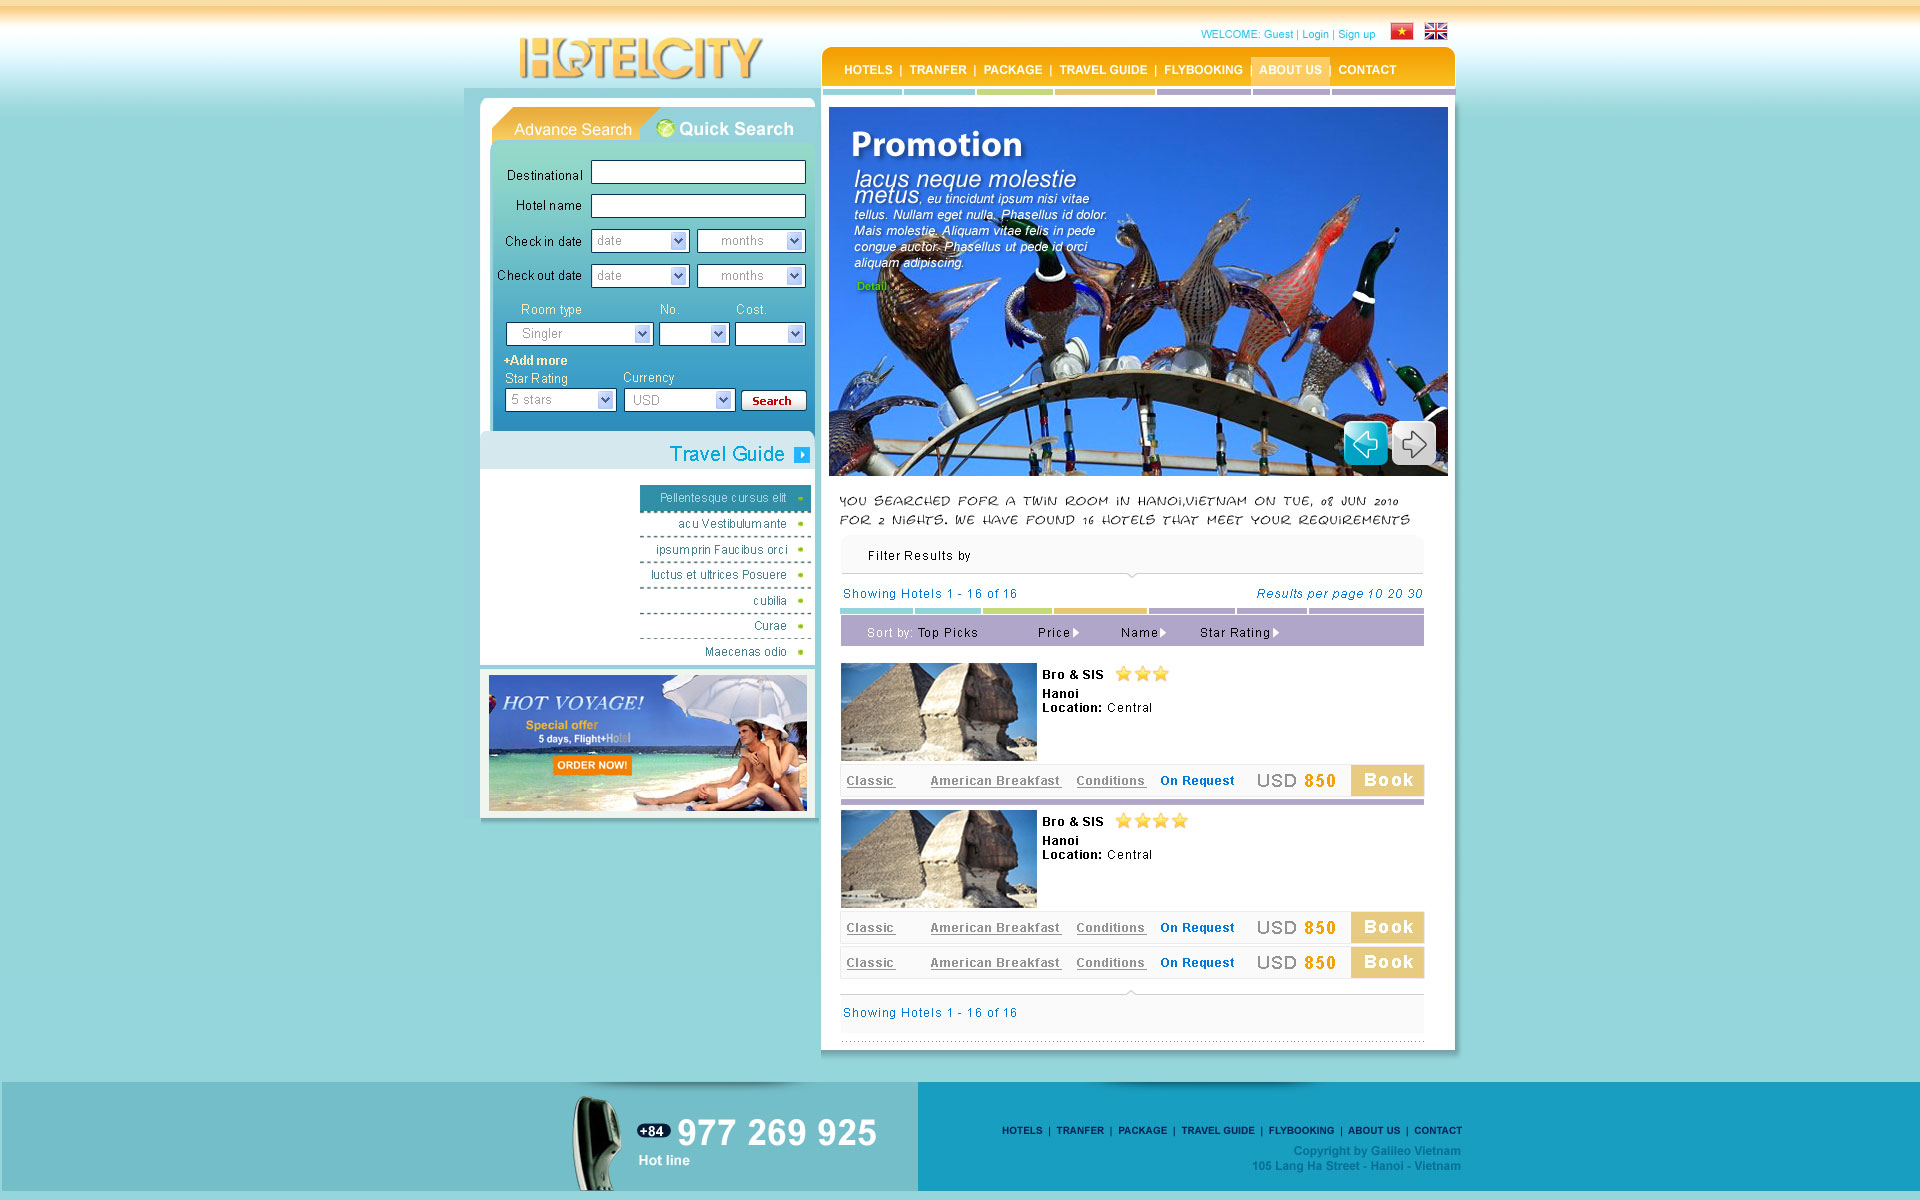 HOTELCITY
WELCOME: Guest | Login | Sign up
HOTELS | TRANFER | PACKAGE | TRAVEL GUIDE | FLYBOOKING | ABOUT US | CONTACT
Advance Search
Quick Search
Destinational
Hotel name
Check in date date months
Check out date date months
Room type No. Cost.
Singler
+Add more
Star Rating Currency
5 stars USD Search
Travel Guide
Pellentesque cursus elit
acu Vestibulumante
ipsumprin Faucibus orci
luctus et ultrices Posuere
cubilia
Curae
Maecenas odio
HOT VOYAGE!
Special offer
5 days, Flight+Hotel
ORDER NOW!
Promotion
lacus neque molestie
metus, eu tincidunt ipsum nisi vitae
tellus. Nullam eget nulla. Phasellus id dolor.
Mais molestie. Aliquam vitae felis in pede
congue auctor. Phasellus ut pede id orci
aliquam adipiscing.
Detail
YOU SEARCHED FOFR A TWIN ROOM IN HANOI,VIETNAM ON TUE, 08 JUN 2010
FOR 2 NIGHTS. WE HAVE FOUND 16 HOTELS THAT MEET YOUR REQUIREMENTS
Filter Results by
Showing Hotels 1 - 16 of 16
Results per page 10 20 30
Sort by: Top Picks Price Name Star Rating
Bro & SIS
Hanoi
Location: Central
Classic American Breakfast Conditions On Request USD 850 Book
Bro & SIS
Hanoi
Location: Central
Classic American Breakfast Conditions On Request USD 850 Book
Classic American Breakfast Conditions On Request USD 850 Book
Showing Hotels 1 - 16 of 16
+84 977 269 925
Hot line
HOTELS | TRANFER | PACKAGE | TRAVEL GUIDE | FLYBOOKING | ABOUT US | CONTACT
Copyright by Galileo Vietnam
105 Lang Ha Street - Hanoi - Vietnam